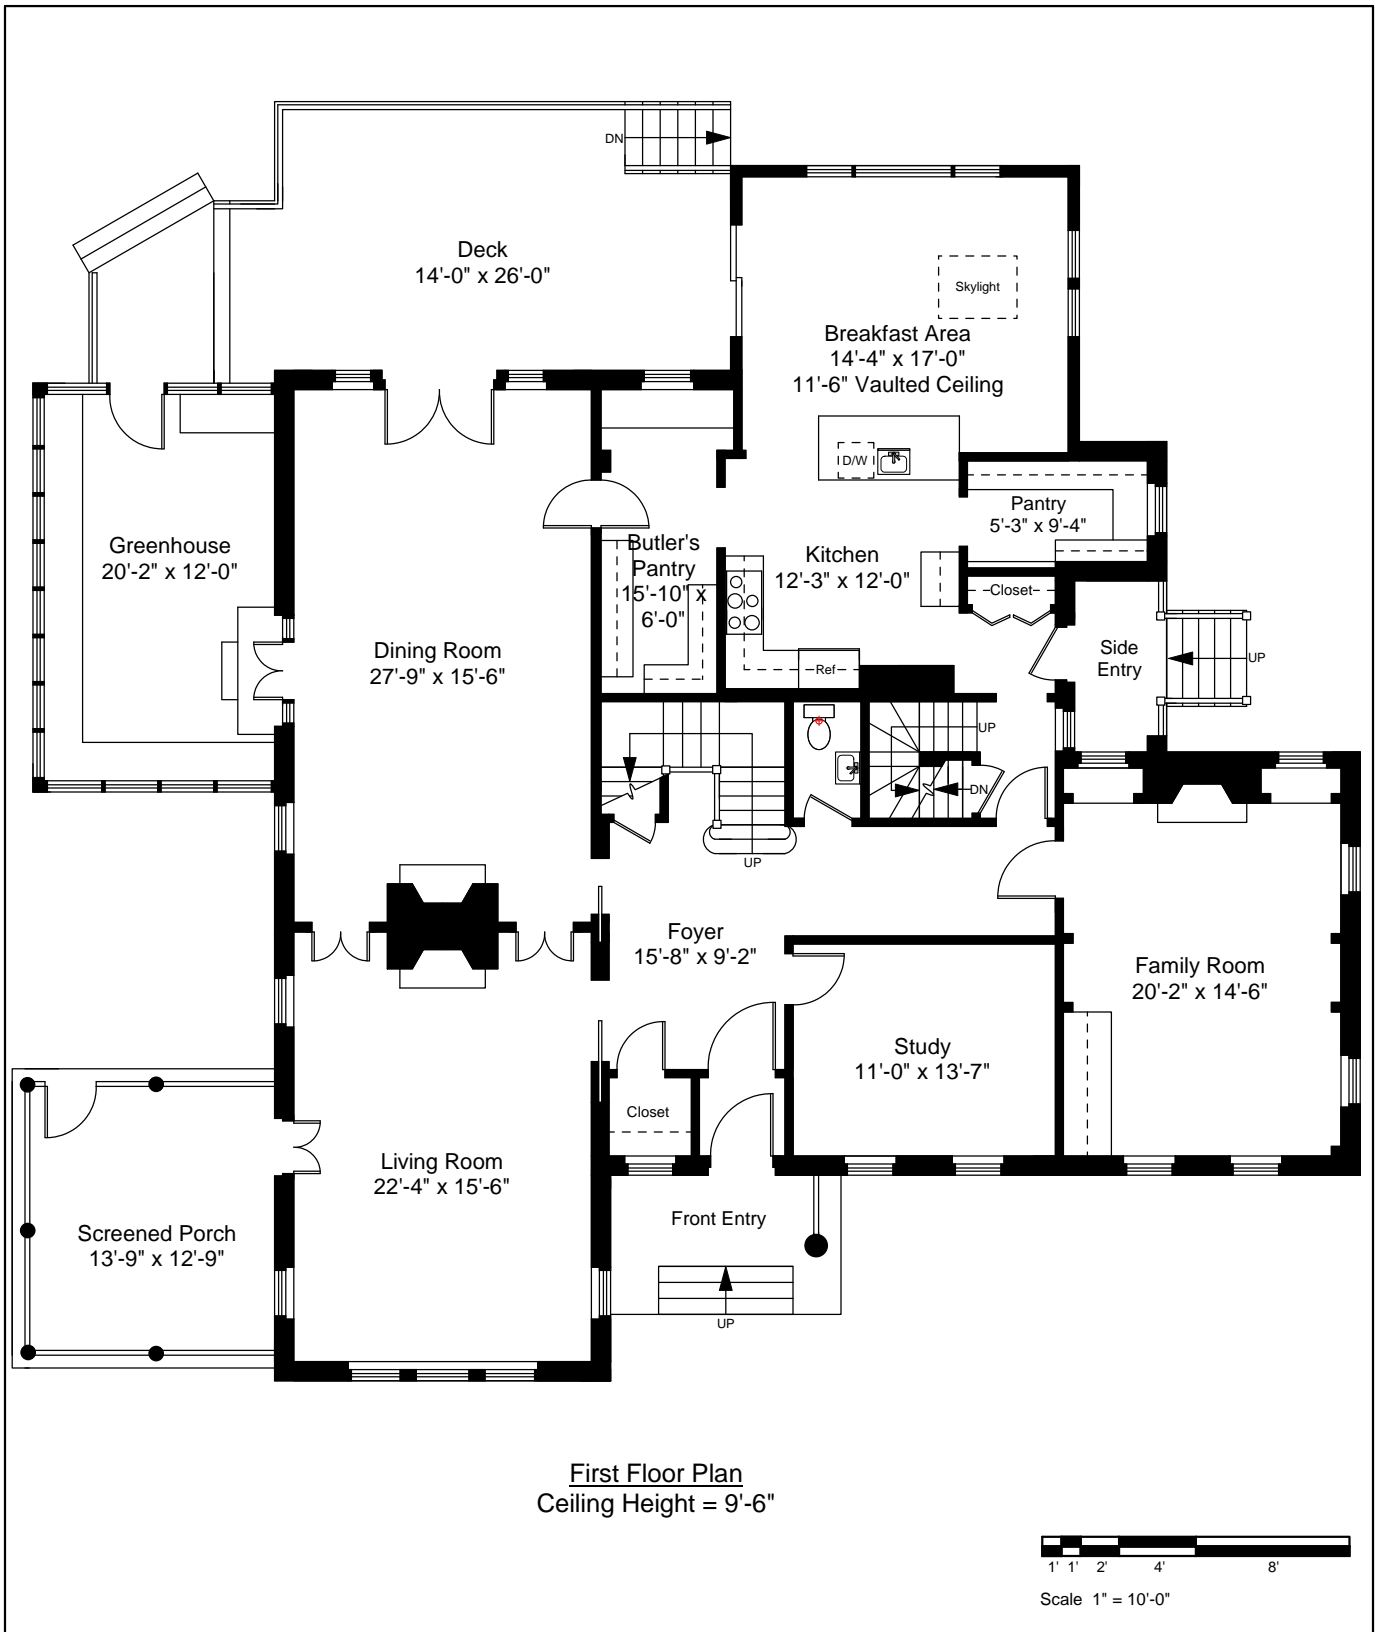 DN
Deck
14'-0" x 26'-0"
Skylight
Breakfast Area
14'-4" x 17'-0"
11'-6" Vaulted Ceiling
D/W
Pantry
5'-3" x 9'-4"
Greenhouse
20'-2" x 12'-0"
Butler's
Pantry
15'-10" x
6'-0"
Kitchen
12'-3" x 12'-0"
Closet
Dining Room
27'-9" x 15'-6"
Ref
Side
Entry
UP
UP
DN
UP
Foyer
15'-8" x 9'-2"
Family Room
20'-2" x 14'-6"
Study
11'-0" x 13'-7"
Closet
Living Room
22'-4" x 15'-6"
Screened Porch
13'-9" x 12'-9"
Front Entry
UP
First Floor Plan
Ceiling Height = 9'-6"
1' 1' 2' 4' 8'
Scale 1" = 10'-0"